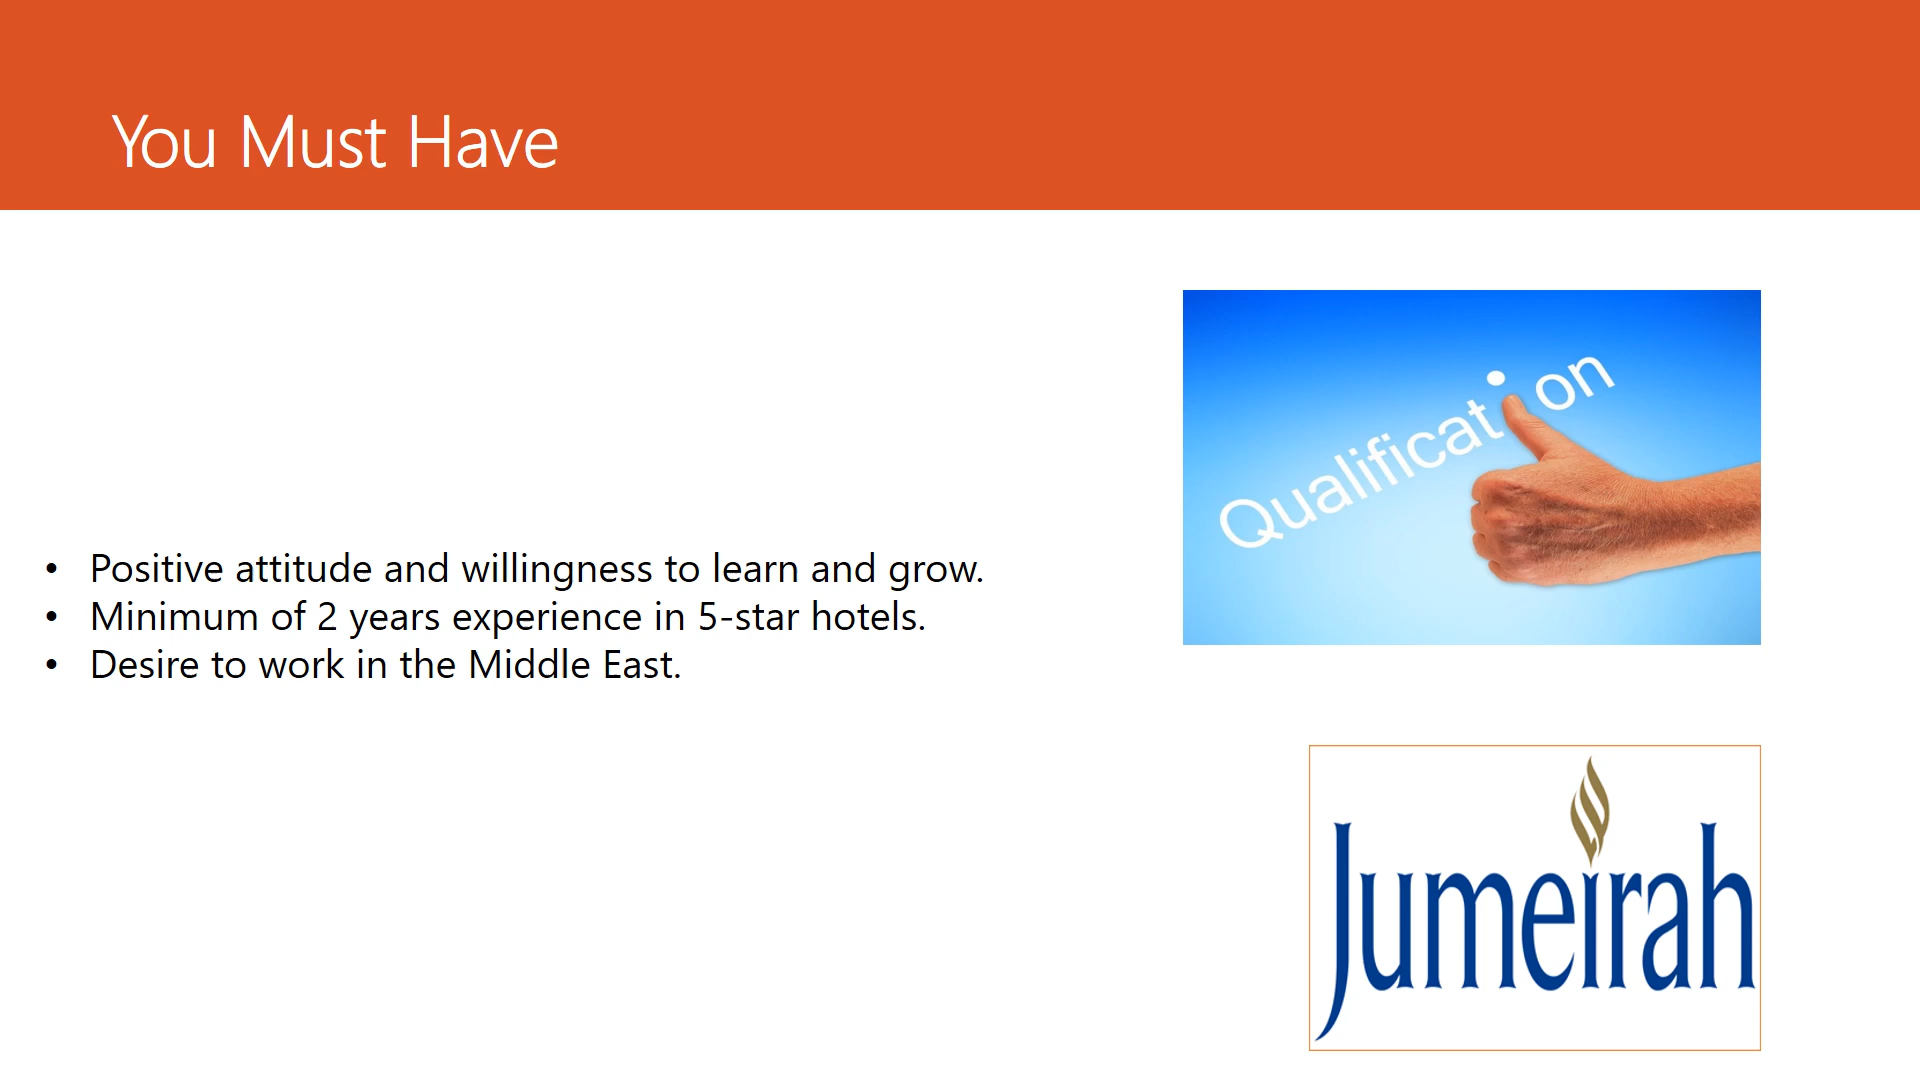 You Must Have
• Positive attitude and willingness to learn and grow.
• Minimum of 2 years experience in 5-star hotels.
• Desire to work in the Middle East.
Qualification
Jumeirah